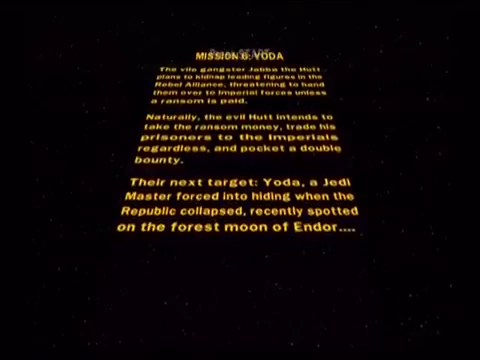 Press START
MISSION 6: YODA
The vile gangster Jabba the Hutt
plans to kidnap leading figures in the
Rebel Alliance, threatening to hand
them over to Imperial forces unless
a ransom is paid.
Naturally, the evil Hutt intends to
take the ransom money, trade his
prisoners to the Imperials
regardless, and pocket a double
bounty.
Their next target: Yoda, a Jedi
Master forced into hiding when the
Republic collapsed, recently spotted
on the forest moon of Endor....